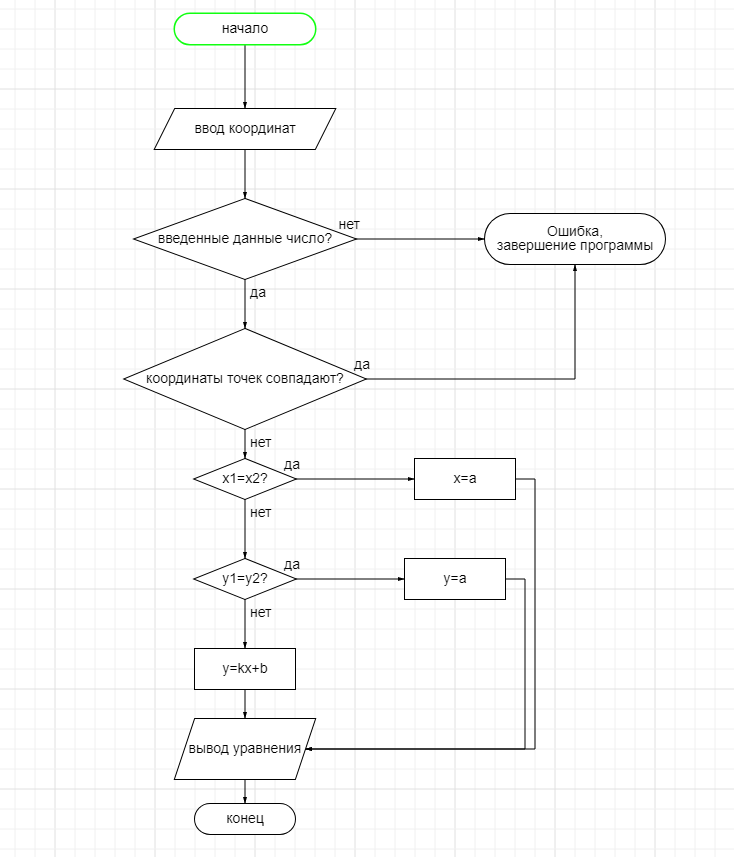 начало
ввод координат
введенные данные число?
нет
Ошибка,
завершение программы
да
координаты точек совпадают?
да
нет
x1=x2?
да
x=a
нет
y1=y2?
да
y=a
нет
y=kx+b
вывод уравнения
конец